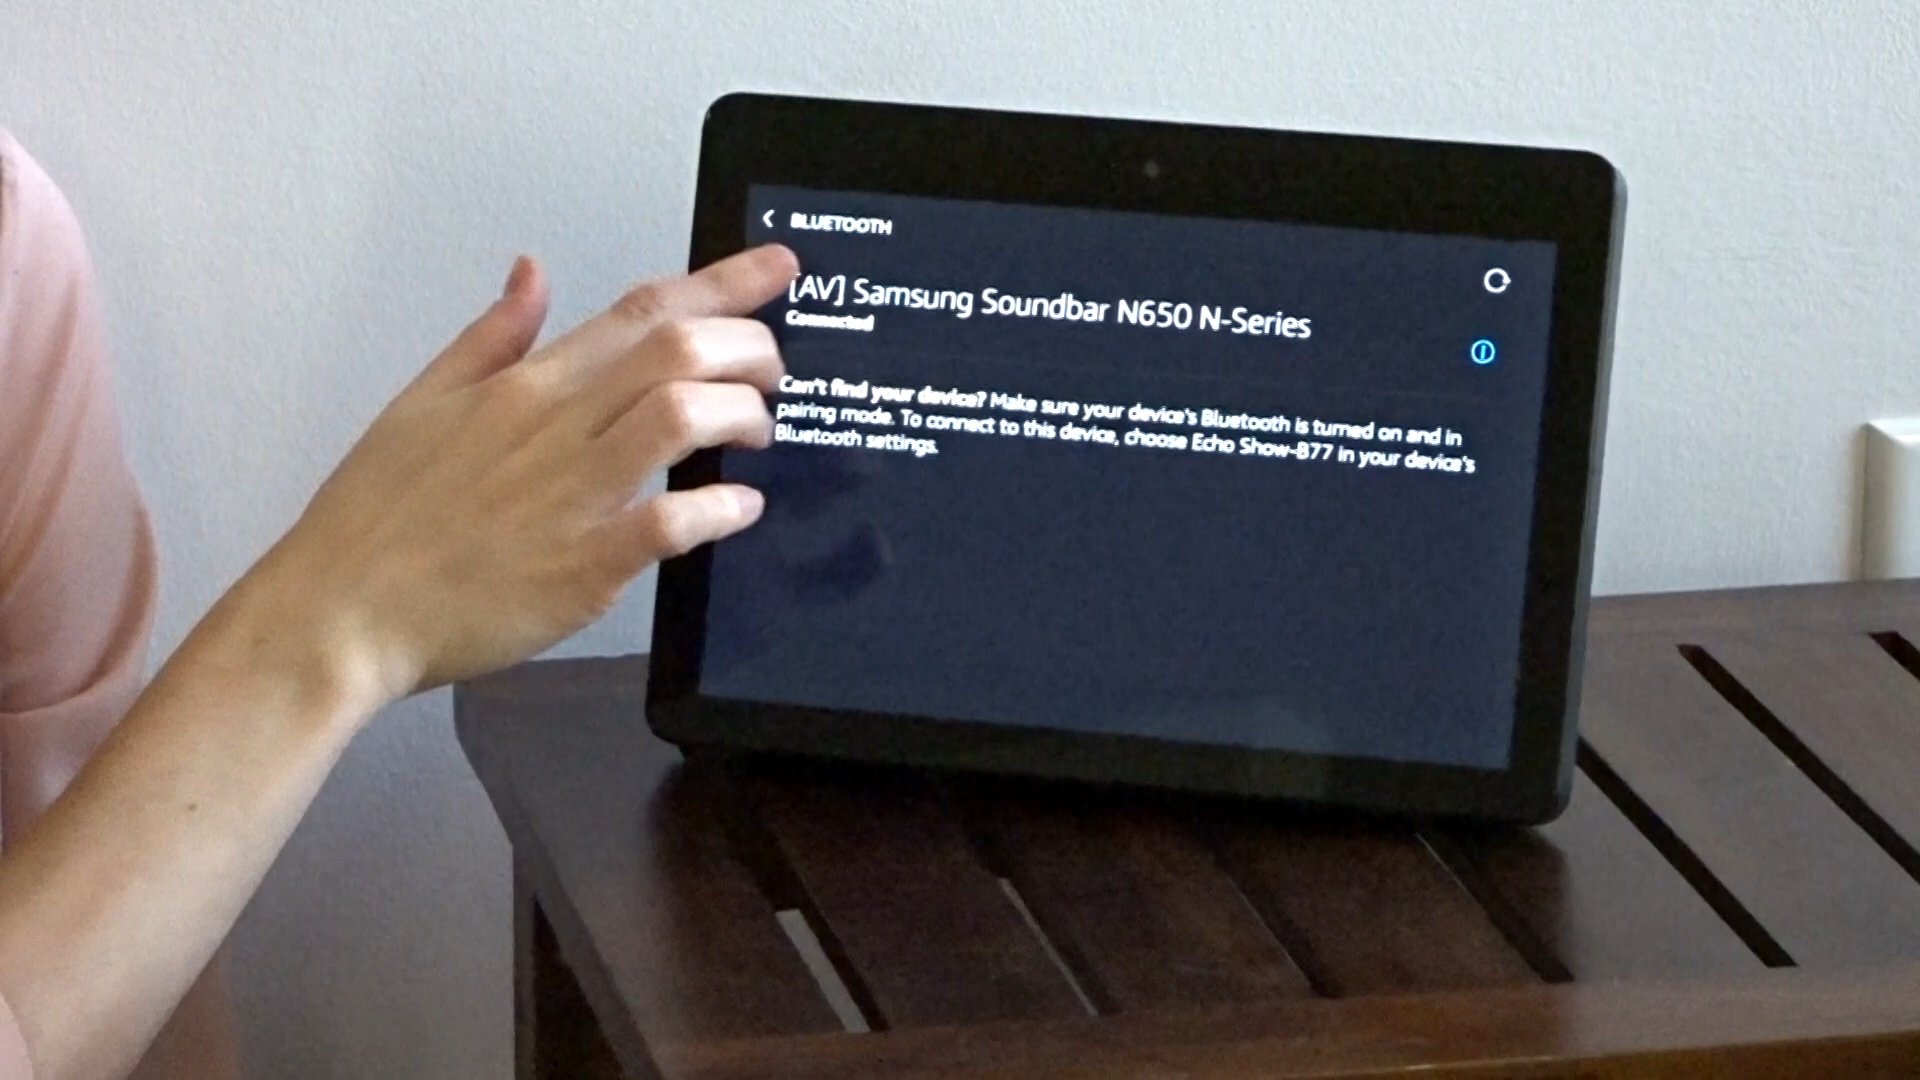 BLUETOOTH
[AV] Samsung Soundbar N650 N-Series
Connected
Can't find your device? Make sure your device's Bluetooth is turned on and in
pairing mode. To connect to this device, choose Echo Show-B77 in your device's
Bluetooth settings.